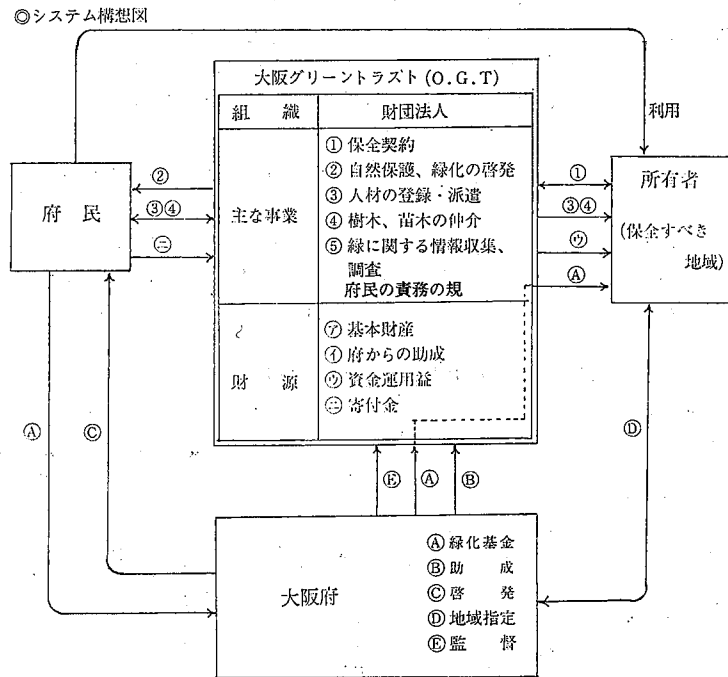 ◎システム構想図
大阪グリーントラスト(O.G.T)
組織
財団法人
主な事業
① 保全契約
② 自然保護、緑化の啓発
③ 人材の登録・派遣
④ 樹木、苗木の仲介
⑤ 緑に関する情報収集、
調査
府民の責務の規
財源
㋐ 基本財産
㋑ 府からの助成
㋒ 資金運用益
㊁ 寄付金
府民
②
③④
㊁
利用
①
③④
㋒
Ⓐ
所有者
(保全すべき
地域)
Ⓐ
Ⓒ
Ⓓ
Ⓔ
Ⓐ
Ⓑ
大阪府
Ⓐ 緑化基金
Ⓑ 助成
Ⓒ 啓発
Ⓓ 地域指定
Ⓔ 監督